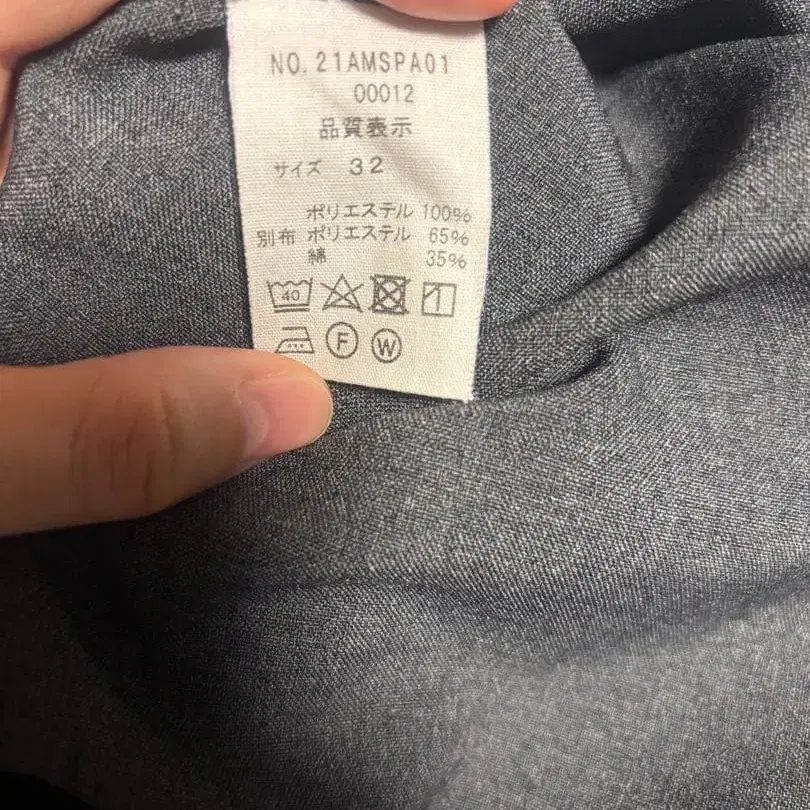 NO. 21AMSPA01
00012
品質表示
サイズ 32
ポリエステル 100%
別布 ポリエステル 65%
綿 35%
40
F W